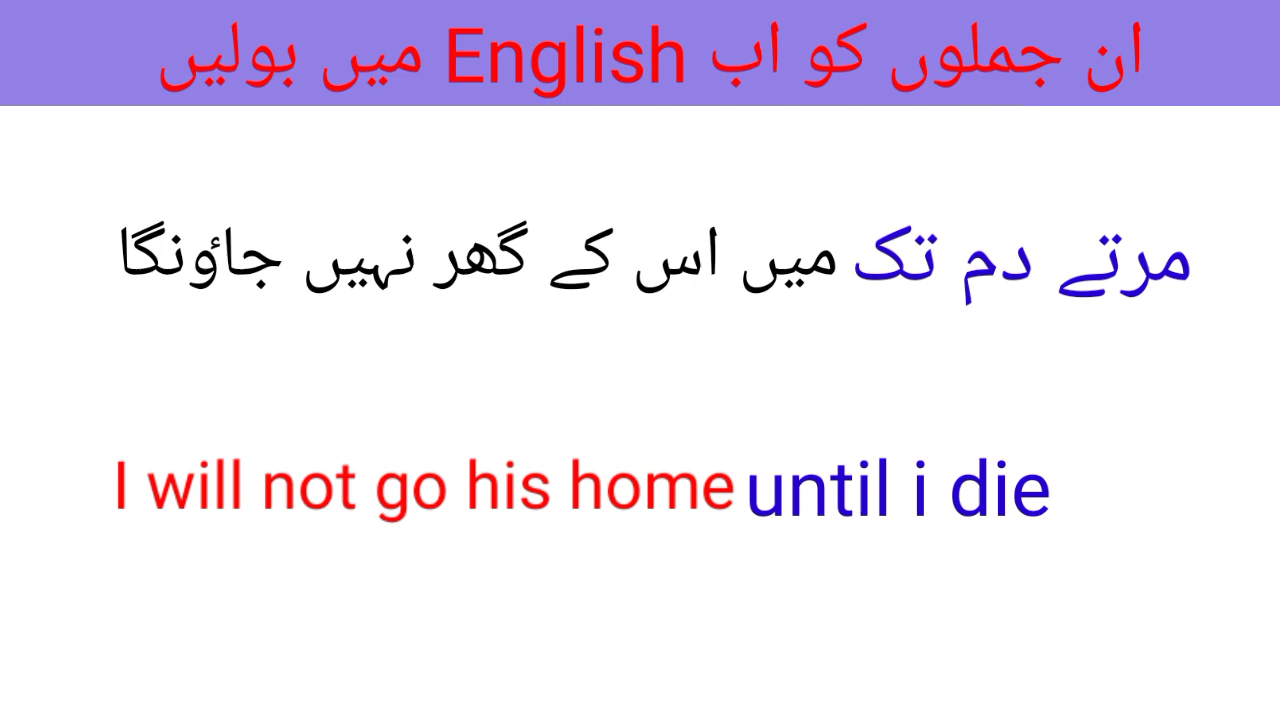 ان جملوں کو اب English میں بولیں
مرتے دم تک میں اس کے گھر نہیں جاؤنگا
I will not go his home until i die